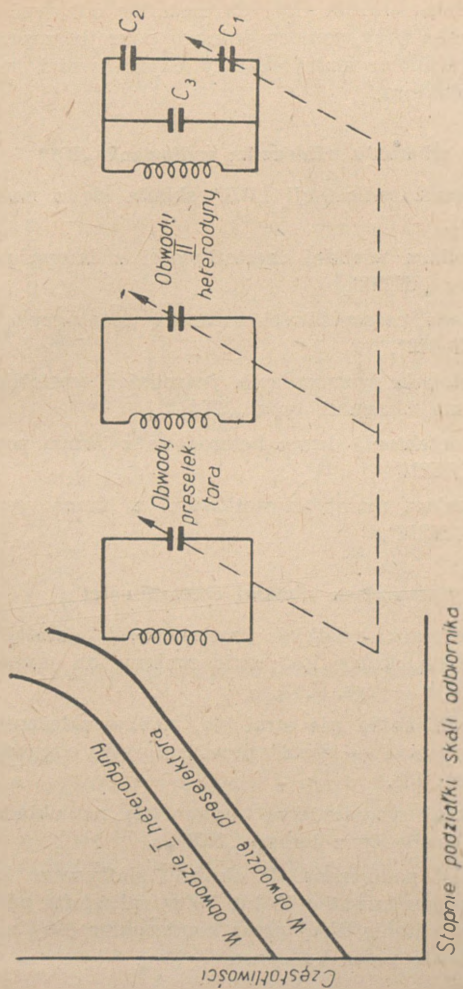 Częstotliwości
W obwodzie I heterodyny
W obwodzie preselektora
Stopnie podziałki skali odbiornika
Obwody
preselek-
tora
Obwody
II
heterodyny
C3
C2
C1